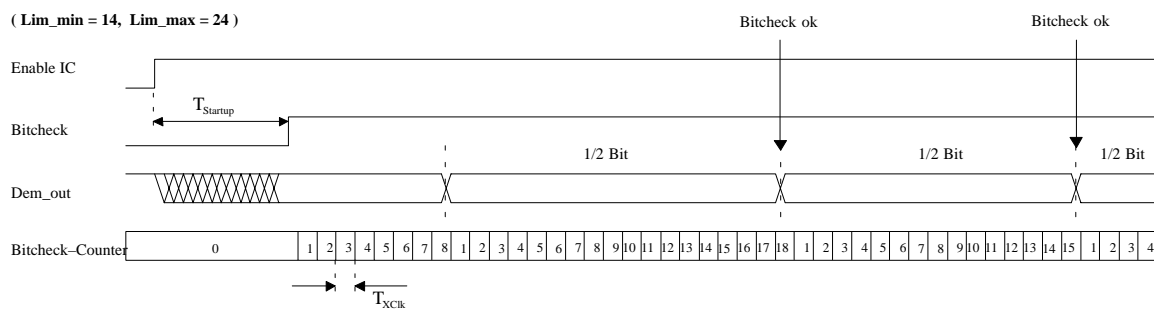 ( Lim_min = 14, Lim_max = 24 )
Bitcheck ok
Bitcheck ok
Enable IC
TStartup
Bitcheck
1/2 Bit
1/2 Bit
1/2 Bit
Dem_out
Bitcheck–Counter 0 1 2 3 4 5 6 7 8 1 2 3 4 5 6 7 8 9 10 11 12 13 14 15 16 17 18 1 2 3 4 5 6 7 8 9 10 11 12 13 14 15 1 2 3 4
TXClk